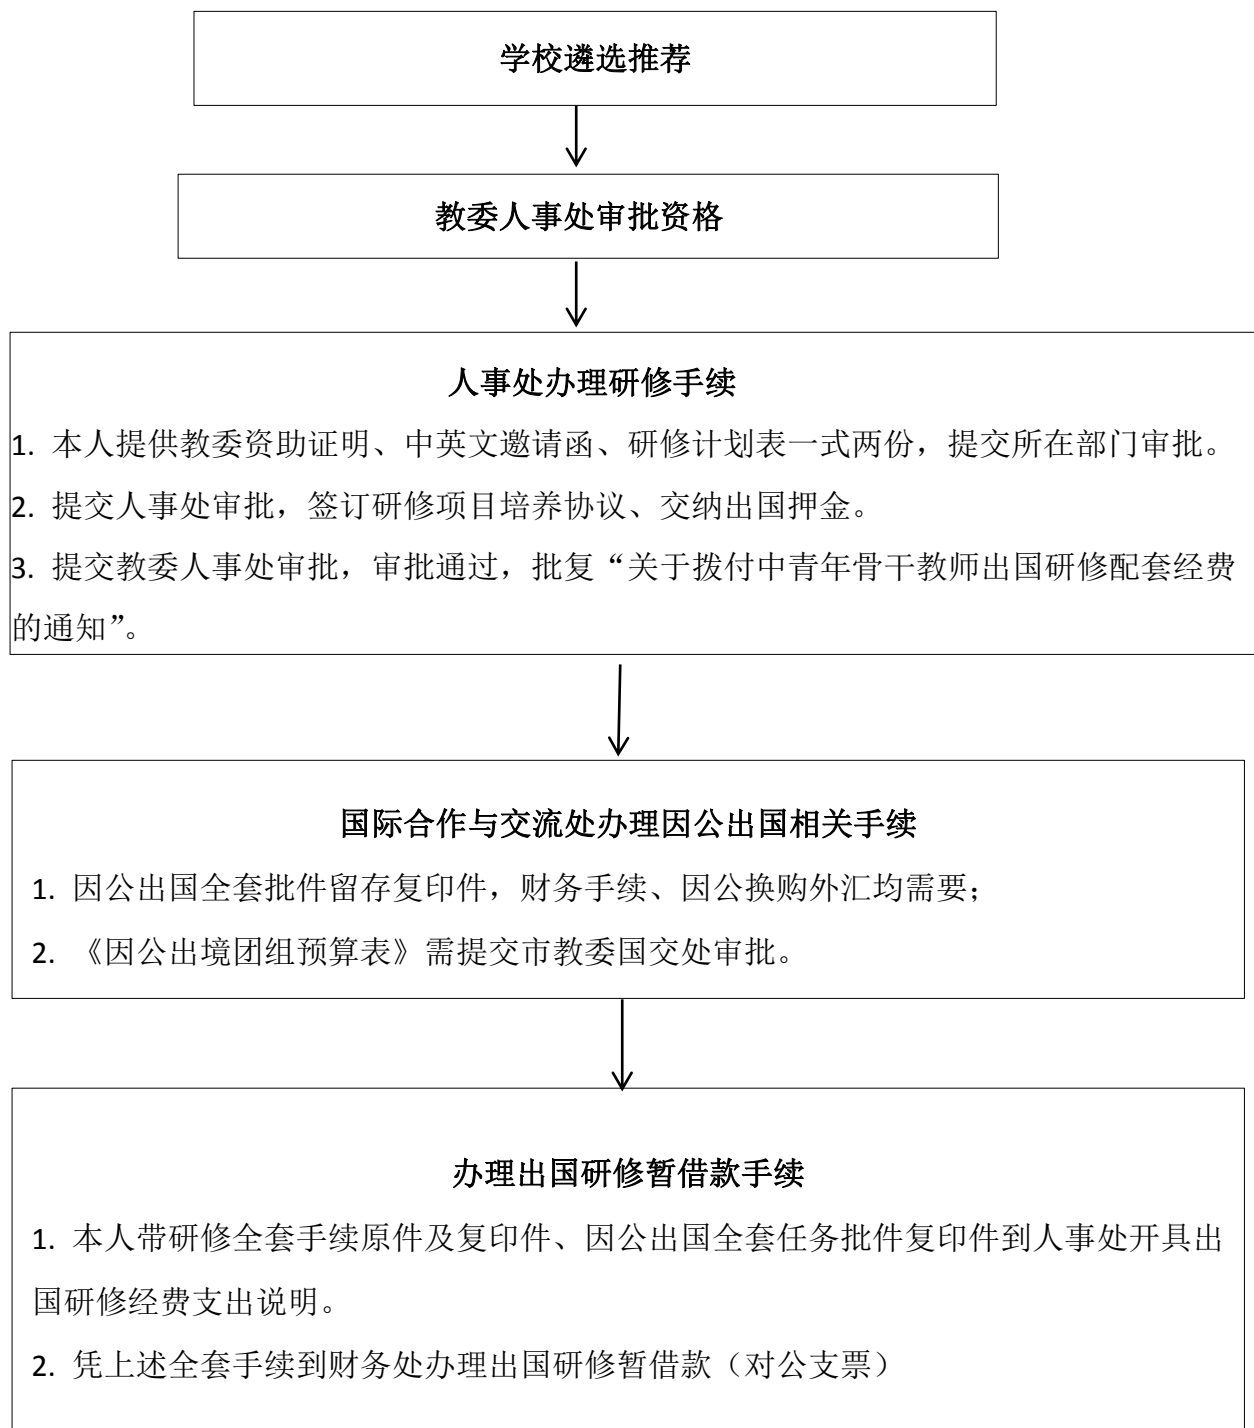 学校遴选推荐
教委人事处审批资格
人事处办理研修手续
1. 本人提供教委资助证明、中英文邀请函、研修计划表一式两份，提交所在部门审批。
2. 提交人事处审批，签订研修项目培养协议、交纳出国押金。
3. 提交教委人事处审批，审批通过，批复“关于拨付中青年骨干教师出国研修配套经费
的通知”。
国际合作与交流处办理因公出国相关手续
1. 因公出国全套批件留存复印件，财务手续、因公换购外汇均需要；
2. 《因公出境团组预算表》需提交市教委国交处审批。
办理出国研修暂借款手续
1. 本人带研修全套手续原件及复印件、因公出国全套任务批件复印件到人事处开具出
国研修经费支出说明。
2. 凭上述全套手续到财务处办理出国研修暂借款（对公支票）